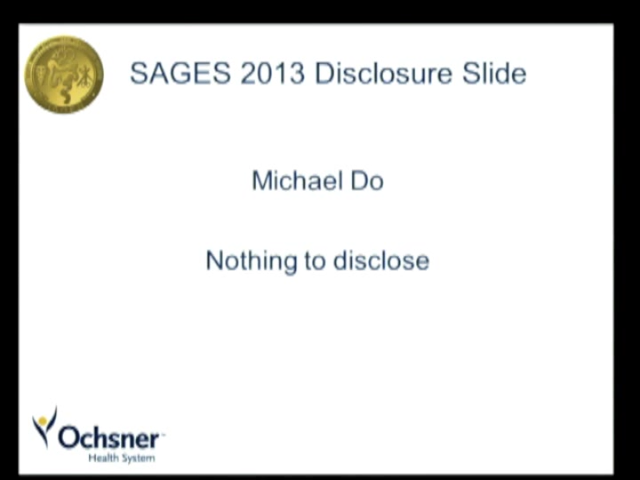 SAGES 2013 Disclosure Slide
Michael Do
Nothing to disclose
Ochsner
Health System